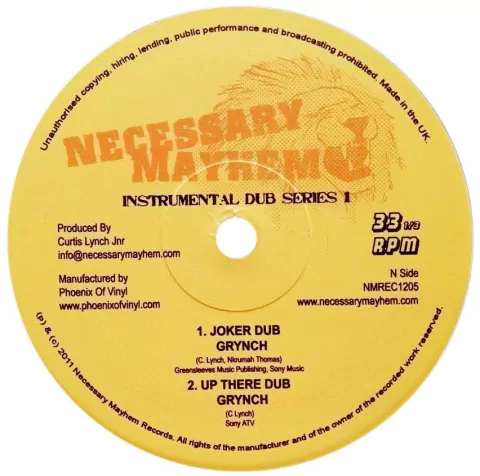 Unauthorised copying, hiring, lending, public performance and broadcasting prohibited. Made in the UK.
NECESSARY
MAYHEM
INSTRUMENTAL DUB SERIES 1
Produced By
Curtis Lynch Jnr
info@necessarymayhem.com
33 1/3
RPM
Manufactured by
Phoenix Of Vinyl
www.phoenixofvinyl.com
N Side
NMREC1205
www.necessarymayhem.com
1. JOKER DUB
GRYNCH
(C. Lynch, Nkrumah Thomas)
Greensleeves Music Publishing, Sony Music
2. UP THERE DUB
GRYNCH
(C Lynch)
Sony ATV
(p) & (c) 2011 Necessary Mayhem Records. All rights of the manufacturer and of the owner of the recorded work reserved.